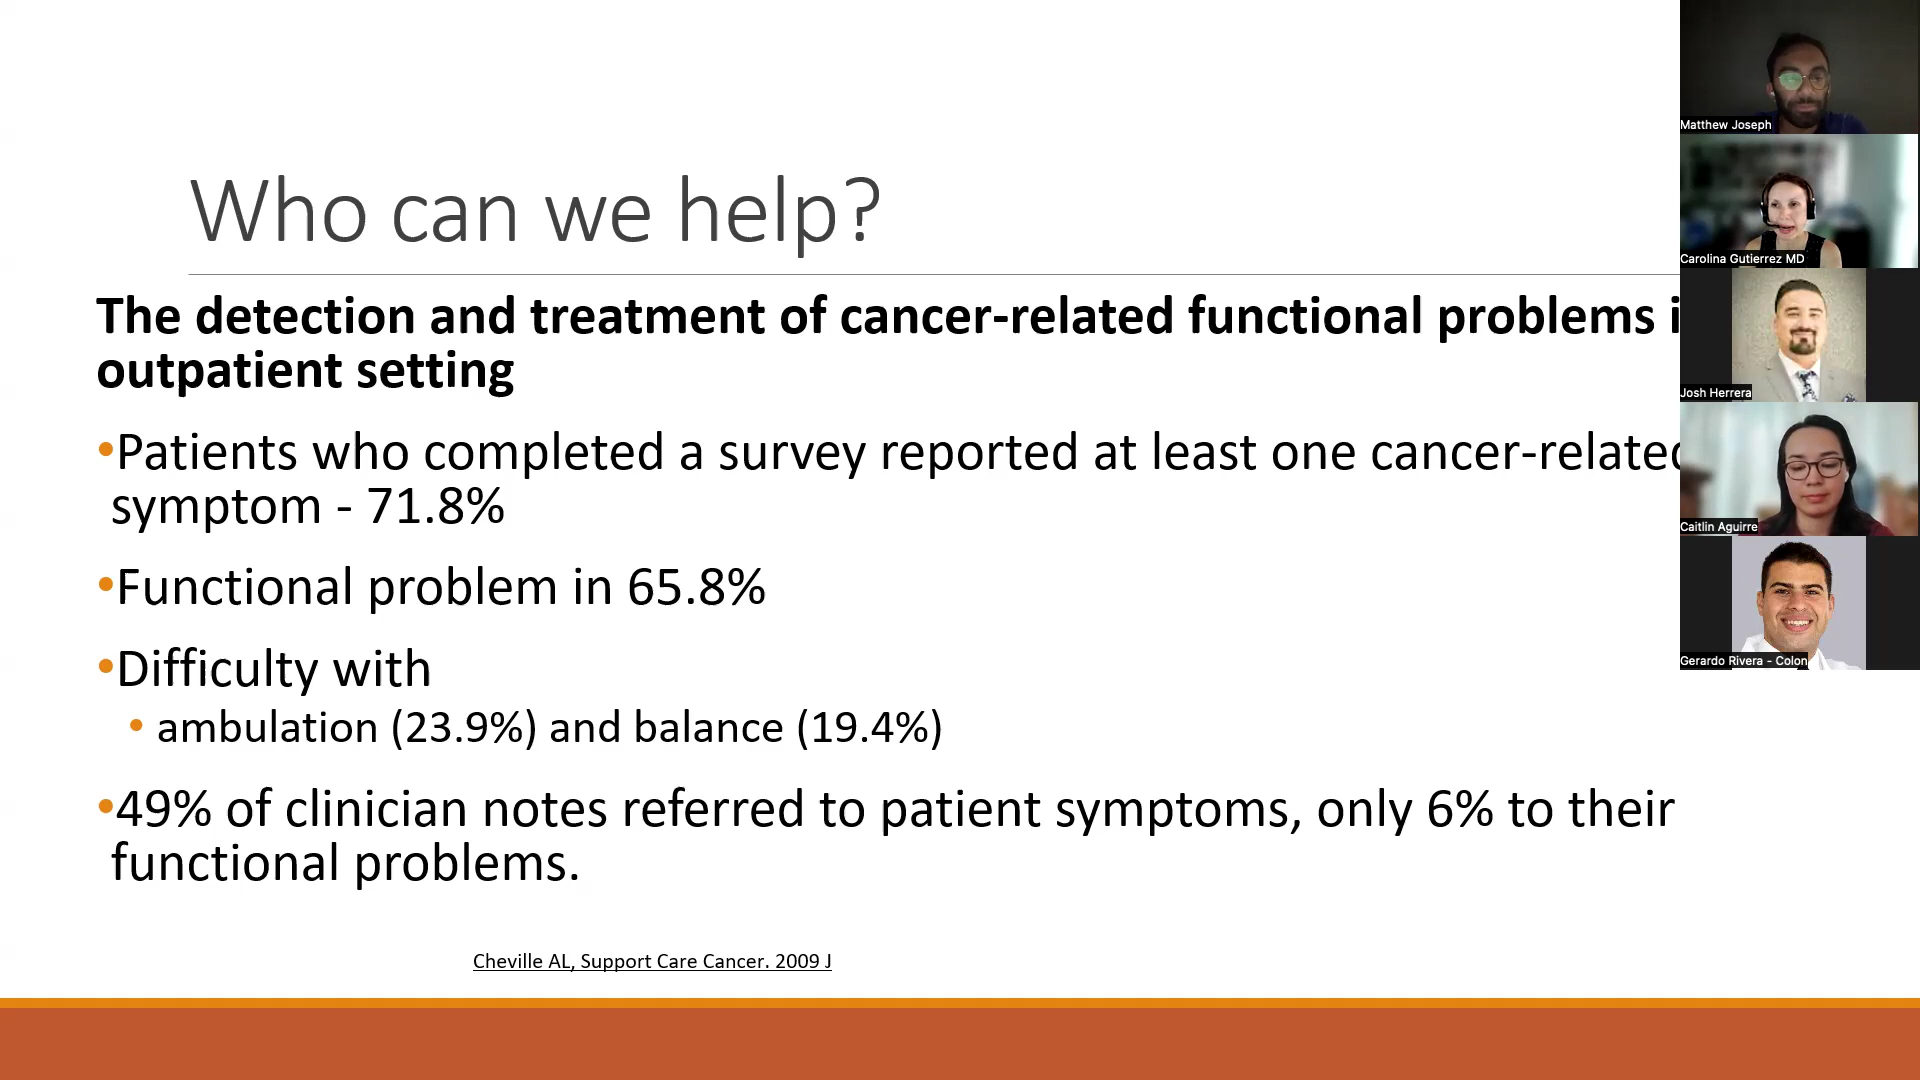 Who can we help?
The detection and treatment of cancer-related functional problems i
outpatient setting
•Patients who completed a survey reported at least one cancer-related
symptom - 71.8%
•Functional problem in 65.8%
•Difficulty with
• ambulation (23.9%) and balance (19.4%)
•49% of clinician notes referred to patient symptoms, only 6% to their
functional problems.
Cheville AL, Support Care Cancer. 2009 J
Matthew Joseph
Carolina Gutierrez MD
Josh Herrera
Caitlin Aguirre
Gerardo Rivera - Colon